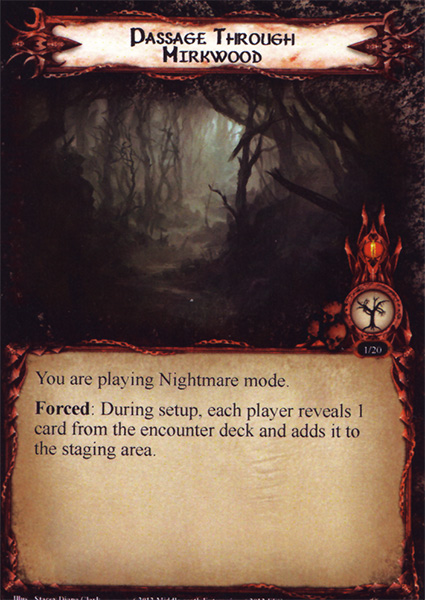 Passage Through
Mirkwood
1/20
You are playing Nightmare mode.
Forced: During setup, each player reveals 1
card from the encounter deck and adds it to
the staging area.